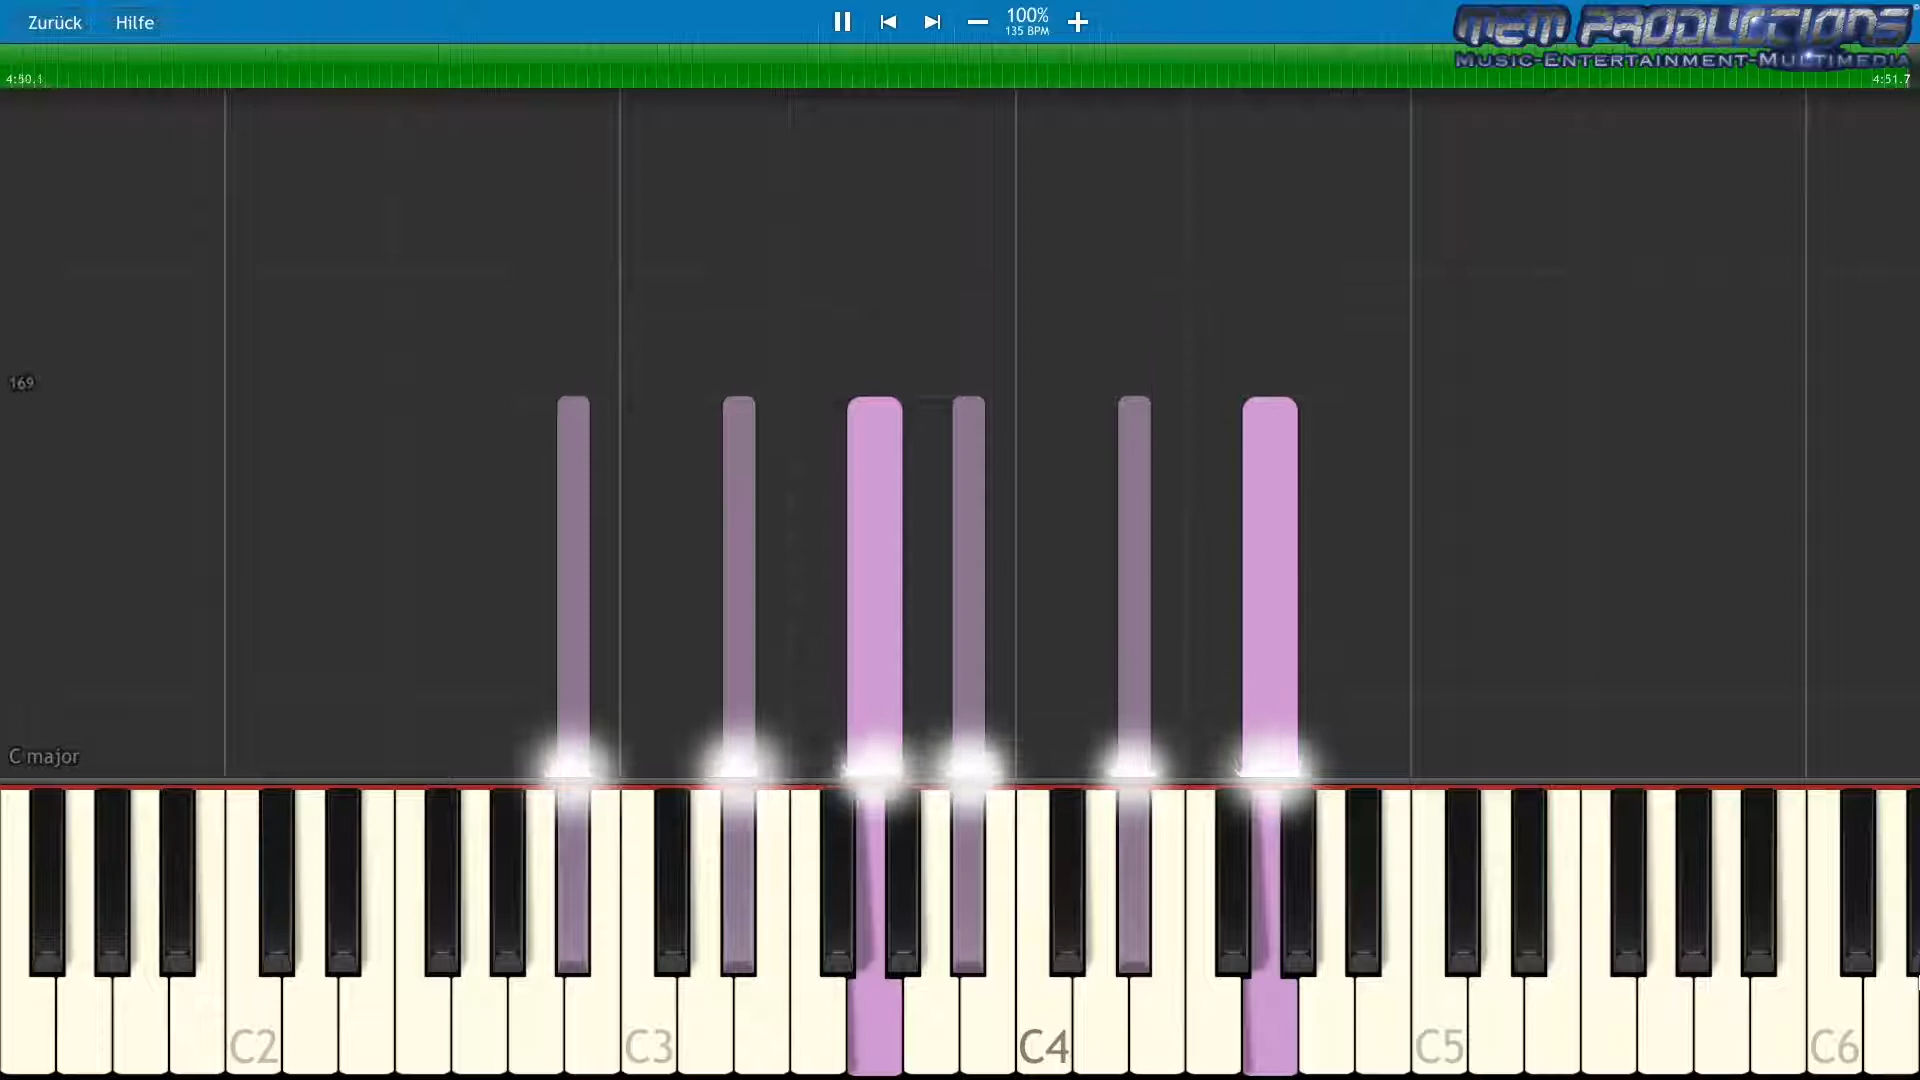 Zurück Hilfe
100%
135 BPM
MEM PRODUCTIONS
MUSIC-ENTERTAINMENT-MULTIMEDIA
4:50.1 4:51.7
169
C major
C2 C3 C4 C5 C6